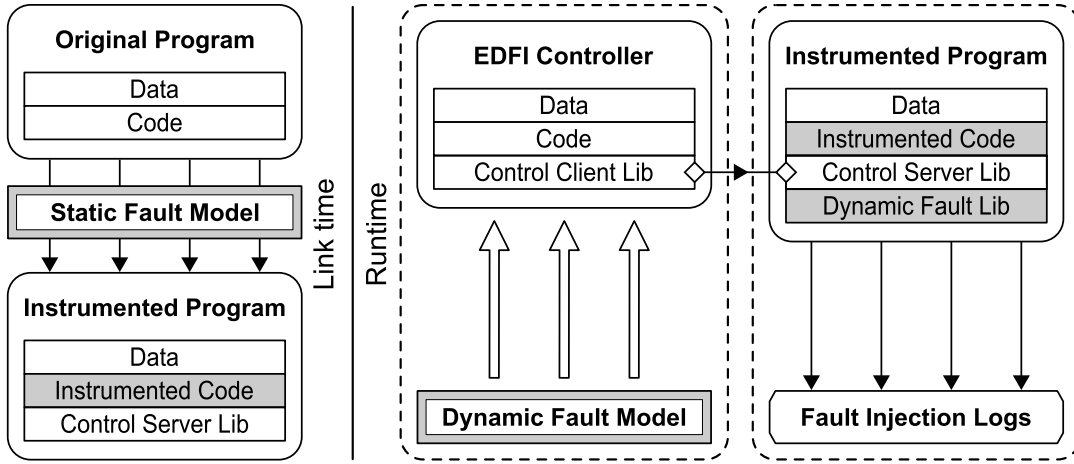 Original Program
Data
Code
Static Fault Model
Instrumented Program
Data
Instrumented Code
Control Server Lib
Link time
Runtime
EDFI Controller
Data
Code
Control Client Lib
Dynamic Fault Model
Instrumented Program
Data
Instrumented Code
Control Server Lib
Dynamic Fault Lib
Fault Injection Logs